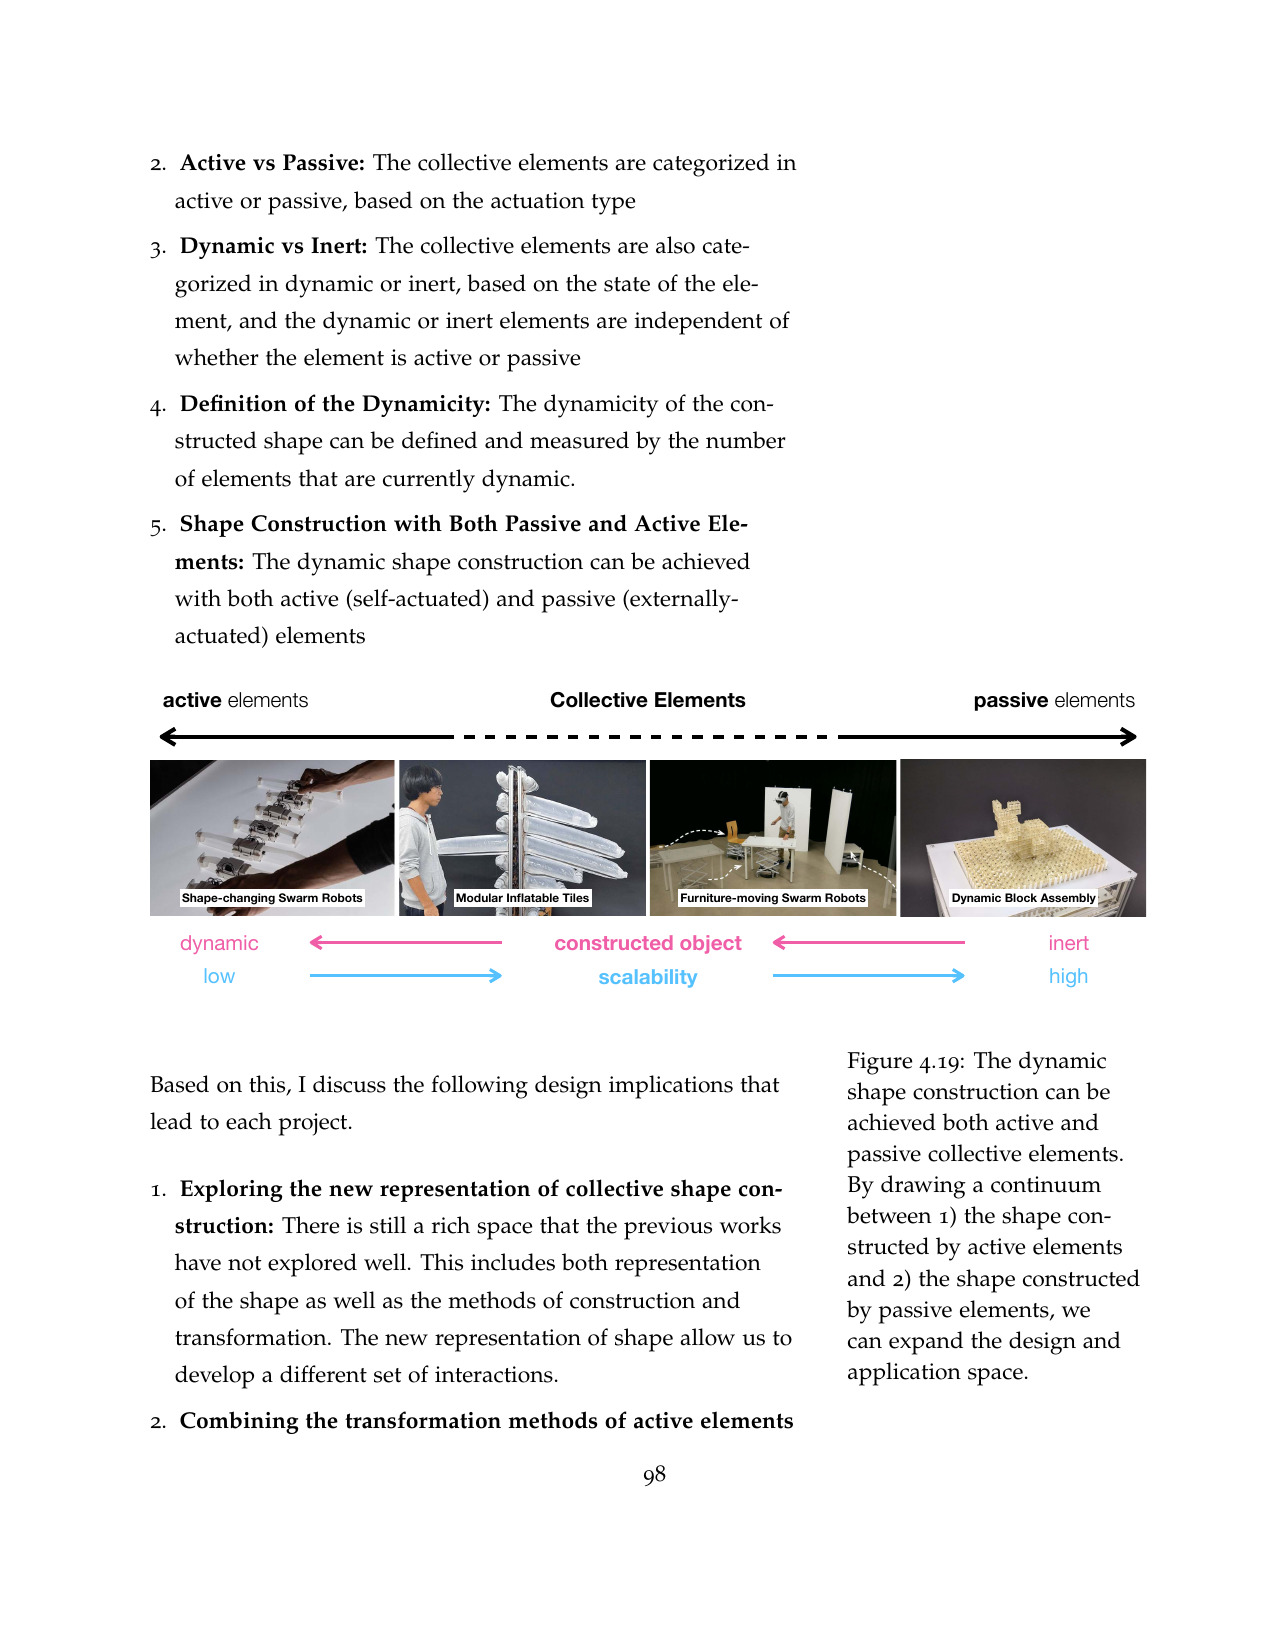 2. Active vs Passive: The collective elements are categorized in
active or passive, based on the actuation type
3. Dynamic vs Inert: The collective elements are also cate-
gorized in dynamic or inert, based on the state of the ele-
ment, and the dynamic or inert elements are independent of
whether the element is active or passive
4. Definition of the Dynamicity: The dynamicity of the con-
structed shape can be defined and measured by the number
of elements that are currently dynamic.
5. Shape Construction with Both Passive and Active Ele-
ments: The dynamic shape construction can be achieved
with both active (self-actuated) and passive (externally-
actuated) elements
active elements Collective Elements passive elements
Shape-changing Swarm Robots Modular Inflatable Tiles Furniture-moving Swarm Robots Dynamic Block Assembly
dynamic constructed object inert
low scalability high
Based on this, I discuss the following design implications that
lead to each project.
1. Exploring the new representation of collective shape con-
struction: There is still a rich space that the previous works
have not explored well. This includes both representation
of the shape as well as the methods of construction and
transformation. The new representation of shape allow us to
develop a different set of interactions.
2. Combining the transformation methods of active elements
Figure 4.19: The dynamic
shape construction can be
achieved both active and
passive collective elements.
By drawing a continuum
between 1) the shape con-
structed by active elements
and 2) the shape constructed
by passive elements, we
can expand the design and
application space.
98